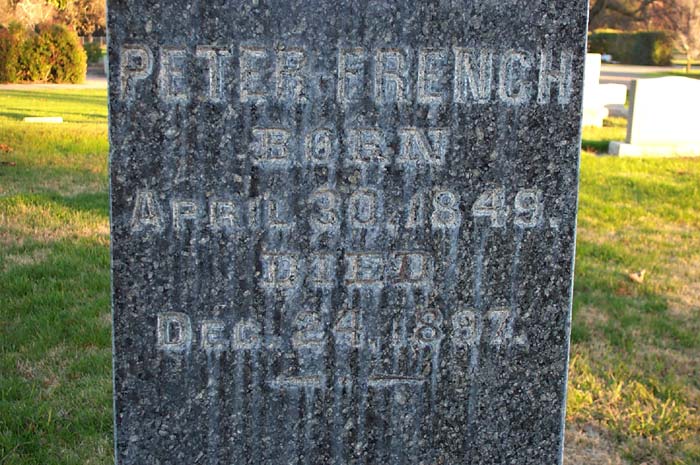 PETER FRENCH
BORN
APRIL 30, 1849.
DIED
DEC. 24, 1897.